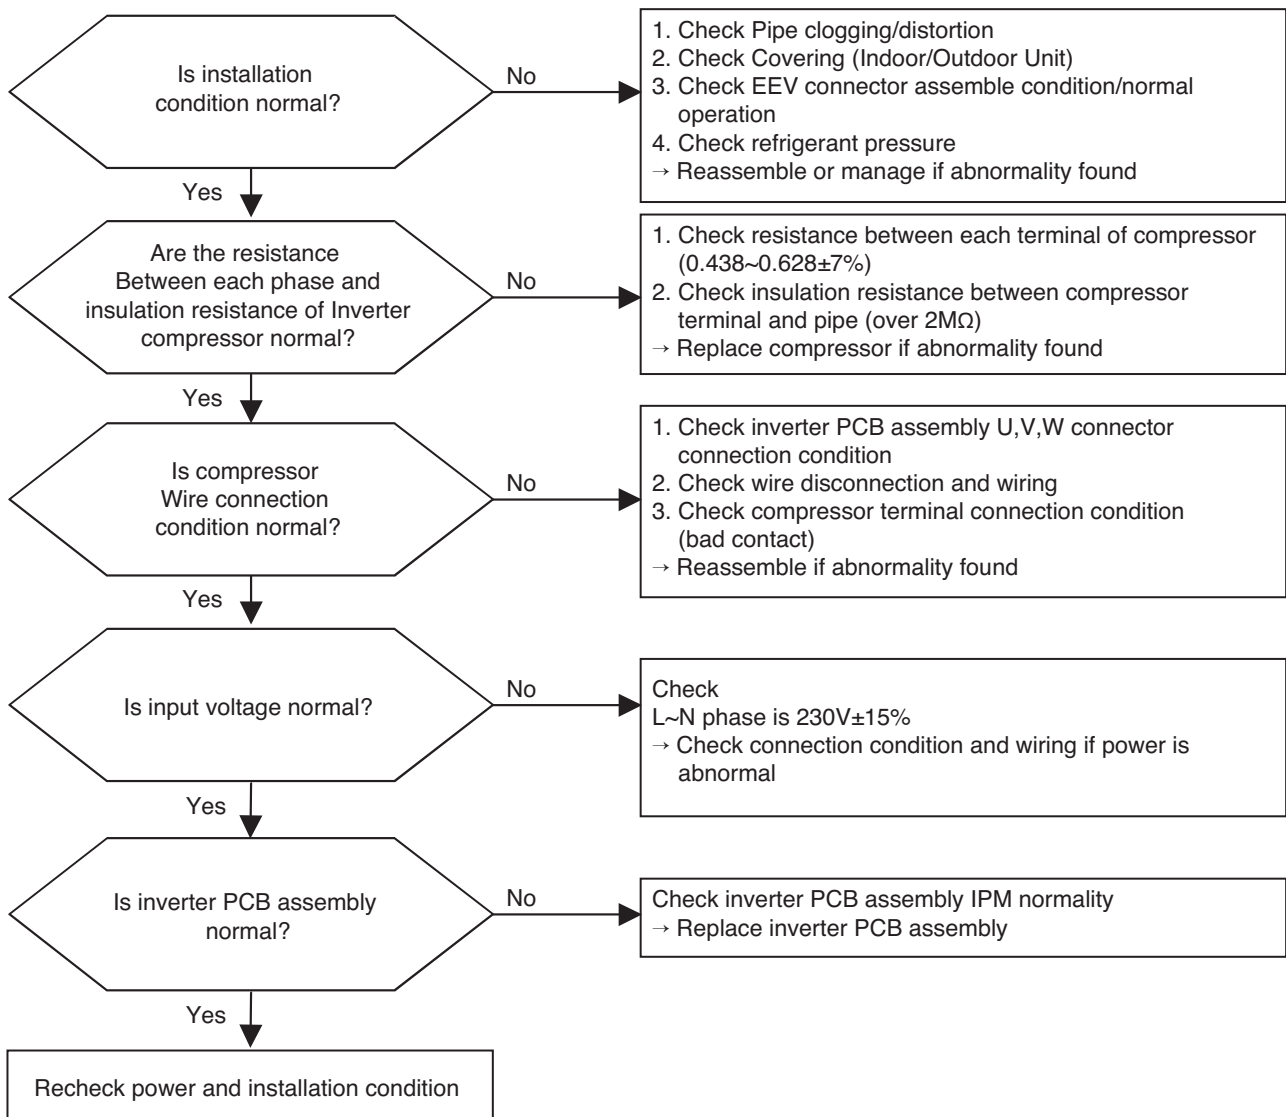 Is installation
condition normal?
No
1. Check Pipe clogging/distortion
2. Check Covering (Indoor/Outdoor Unit)
3. Check EEV connector assemble condition/normal
operation
4. Check refrigerant pressure
→ Reassemble or manage if abnormality found
Yes
Are the resistance
Between each phase and
insulation resistance of Inverter
compressor normal?
No
1. Check resistance between each terminal of compressor
(0.438~0.628±7%)
2. Check insulation resistance between compressor
terminal and pipe (over 2MΩ)
→ Replace compressor if abnormality found
Yes
Is compressor
Wire connection
condition normal?
No
1. Check inverter PCB assembly U,V,W connector
connection condition
2. Check wire disconnection and wiring
3. Check compressor terminal connection condition
(bad contact)
→ Reassemble if abnormality found
Yes
Is input voltage normal?
No
Check
L~N phase is 230V±15%
→ Check connection condition and wiring if power is
abnormal
Yes
Is inverter PCB assembly
normal?
No
Check inverter PCB assembly IPM normality
→ Replace inverter PCB assembly
Yes
Recheck power and installation condition